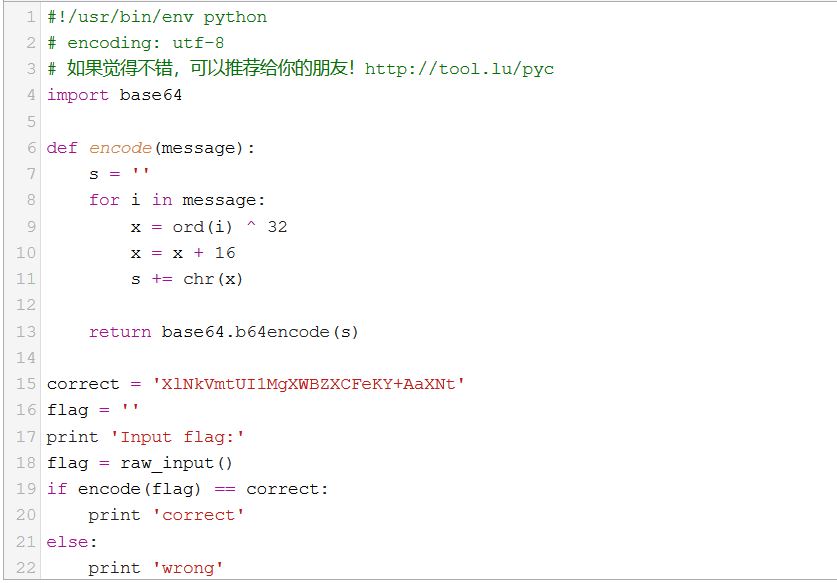 1 #!/usr/bin/env python
2 # encoding: utf-8
3 # 如果觉得不错，可以推荐给你的朋友！http://tool.lu/pyc
4 import base64
5
6 def encode(message):
7     s = ''
8     for i in message:
9         x = ord(i) ^ 32
10         x = x + 16
11         s += chr(x)
12
13     return base64.b64encode(s)
14
15 correct = 'XlNkVmtUI1MgXWBZXCFeKY+AaXNt'
16 flag = ''
17 print 'Input flag:'
18 flag = raw_input()
19 if encode(flag) == correct:
20     print 'correct'
21 else:
22     print 'wrong'